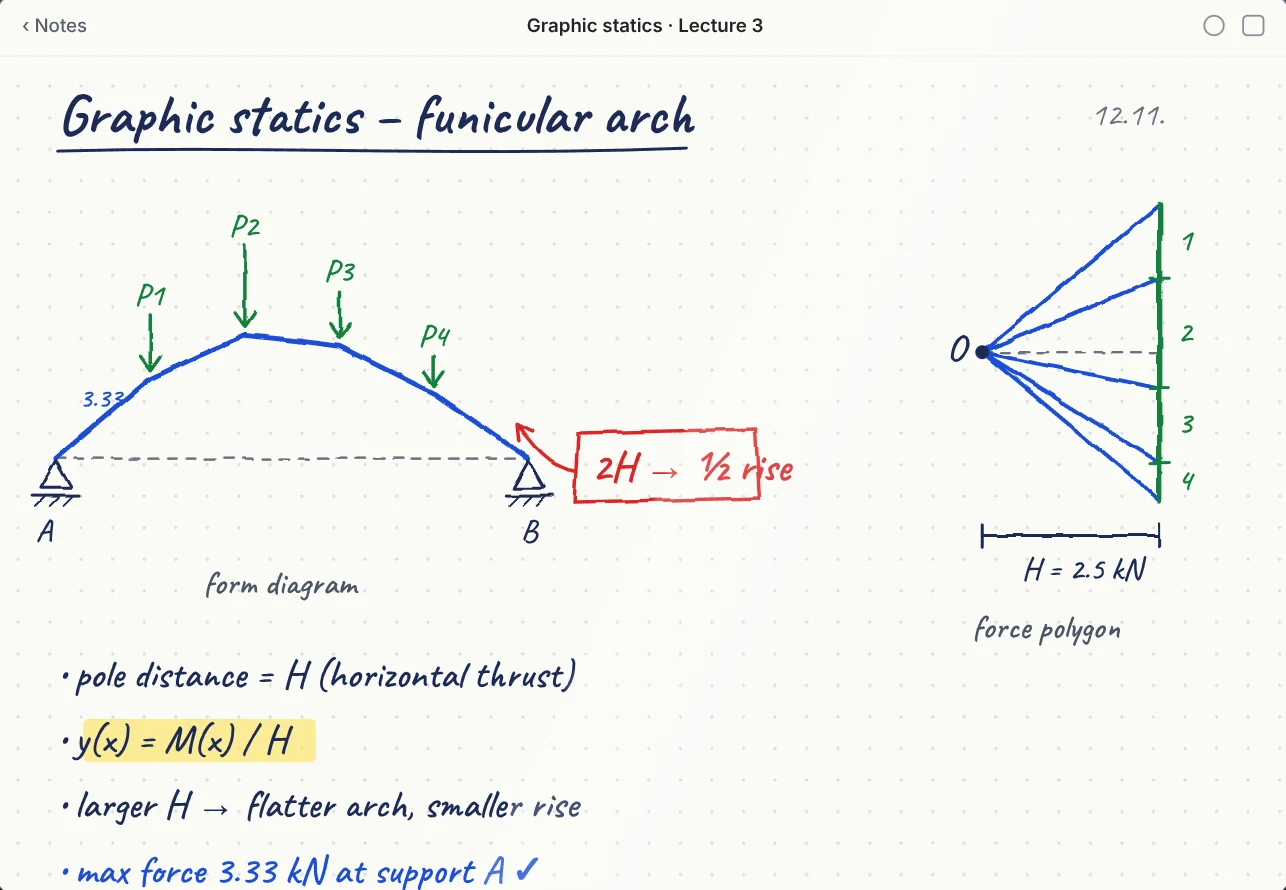 ‹ Notes
Graphic statics · Lecture 3
Graphic statics – funicular arch
12.11.
P2
P3
P1
P4
3.33
2H → ½ rise
A
B
form diagram
1
2
O
3
4
H = 2.5 kN
force polygon
• pole distance = H (horizontal thrust)
• y(x) = M(x) / H
• larger H → flatter arch, smaller rise
• max force 3.33 kN at support A ✓